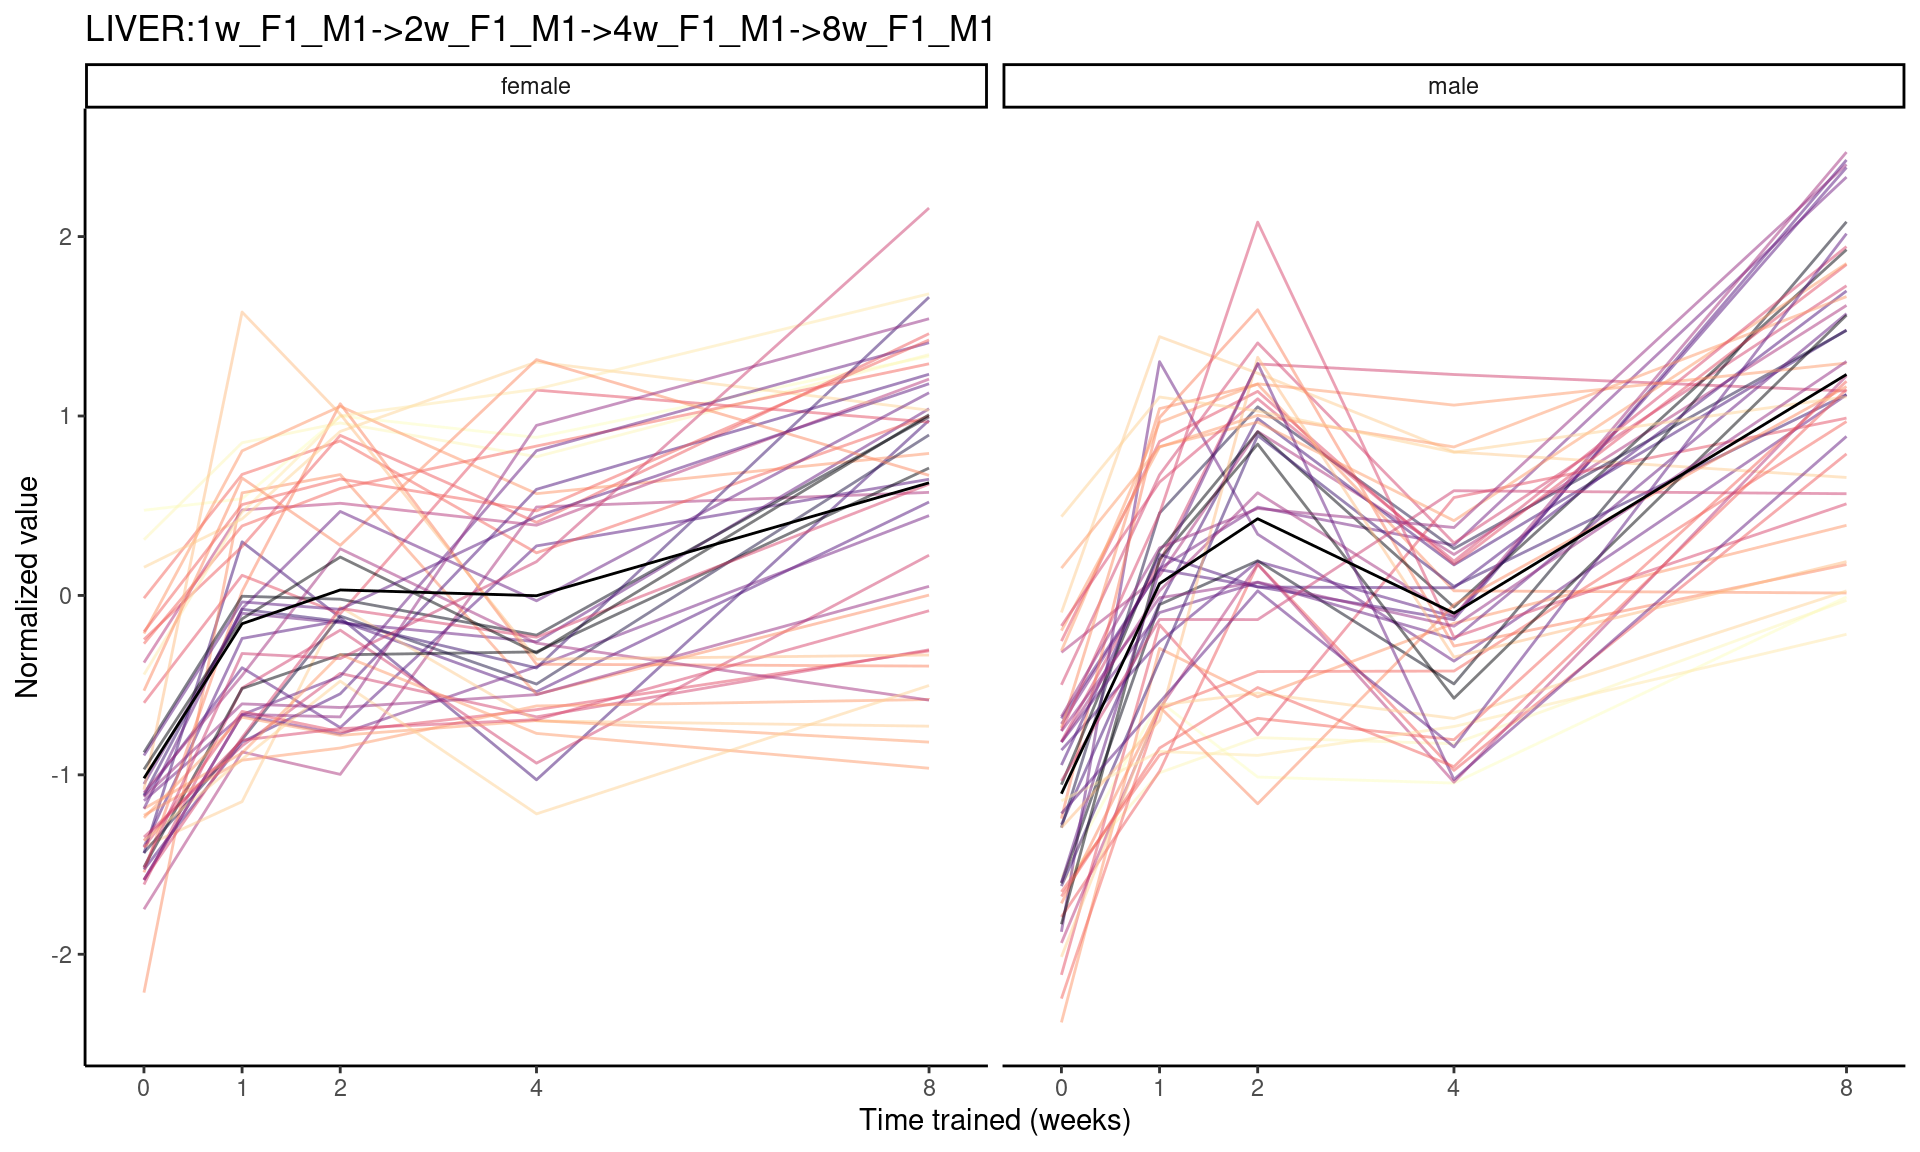 LIVER:1w_F1_M1->2w_F1_M1->4w_F1_M1->8w_F1_M1
female
male
Normalized value
2
1
0
-1
-2
0 1 2 4 8
0 1 2 4 8
Time trained (weeks)